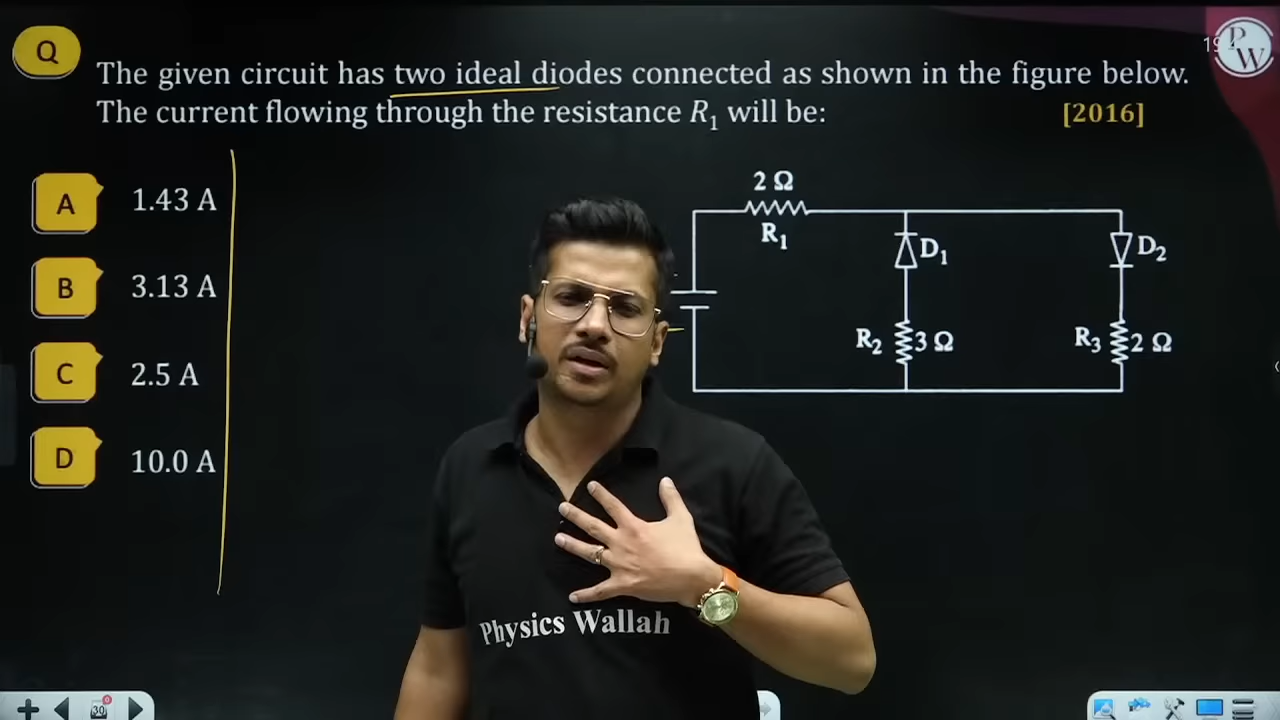 Q
The given circuit has two ideal diodes connected as shown in the figure below.
The current flowing through the resistance R₁ will be: [2016]
A 1.43 A
B 3.13 A
C 2.5 A
D 10.0 A
2 Ω
R₁
D₁
D₂
R₂ 3 Ω
R₃ 2 Ω
Physics Wallah
P
W
30